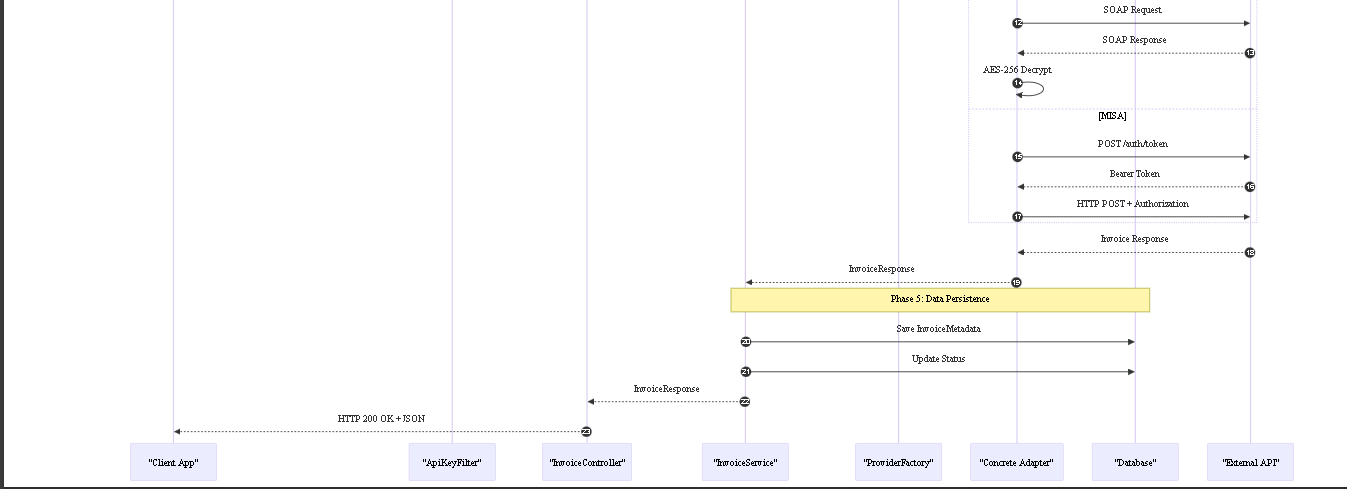 SOAP Request
12
SOAP Response
13
AES-256 Decrypt
14
[MISA]
POST /auth/token
15
Bearer Token
16
HTTP POST + Authorization
17
Invoice Response
18
InvoiceResponse
19
Phase 5: Data Persistence
Save InvoiceMetadata
20
Update Status
21
InvoiceResponse
22
HTTP 200 OK + JSON
23
"Client App" "ApiKeyFilter" "InvoiceController" "InvoiceService" "ProviderFactory" "Concrete Adapter" "Database" "External API"